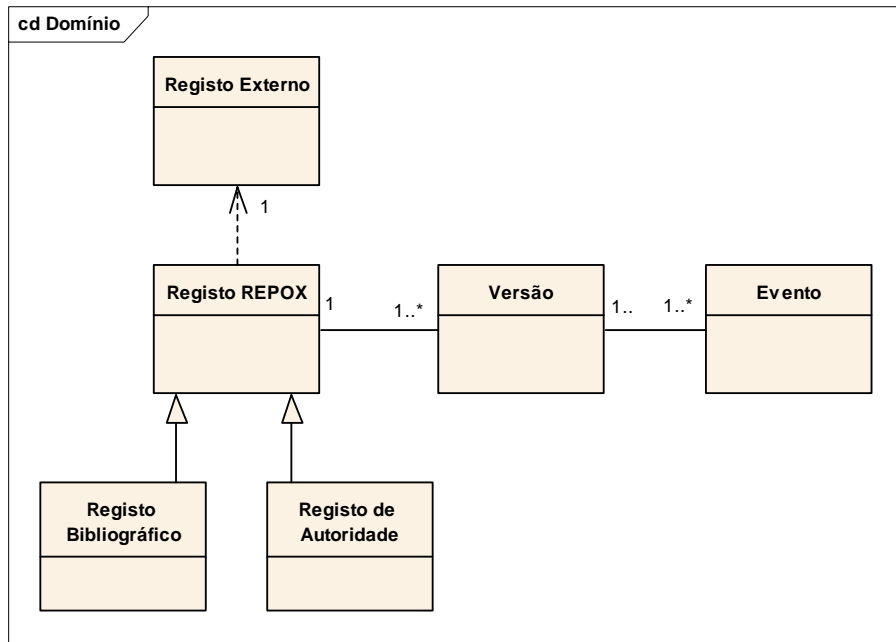 cd Domínio
Registo Externo
1
Registo REPOX
1
1..*
Versão
1..
1..*
Evento
Registo
Bibliográfico
Registo de
Autoridade